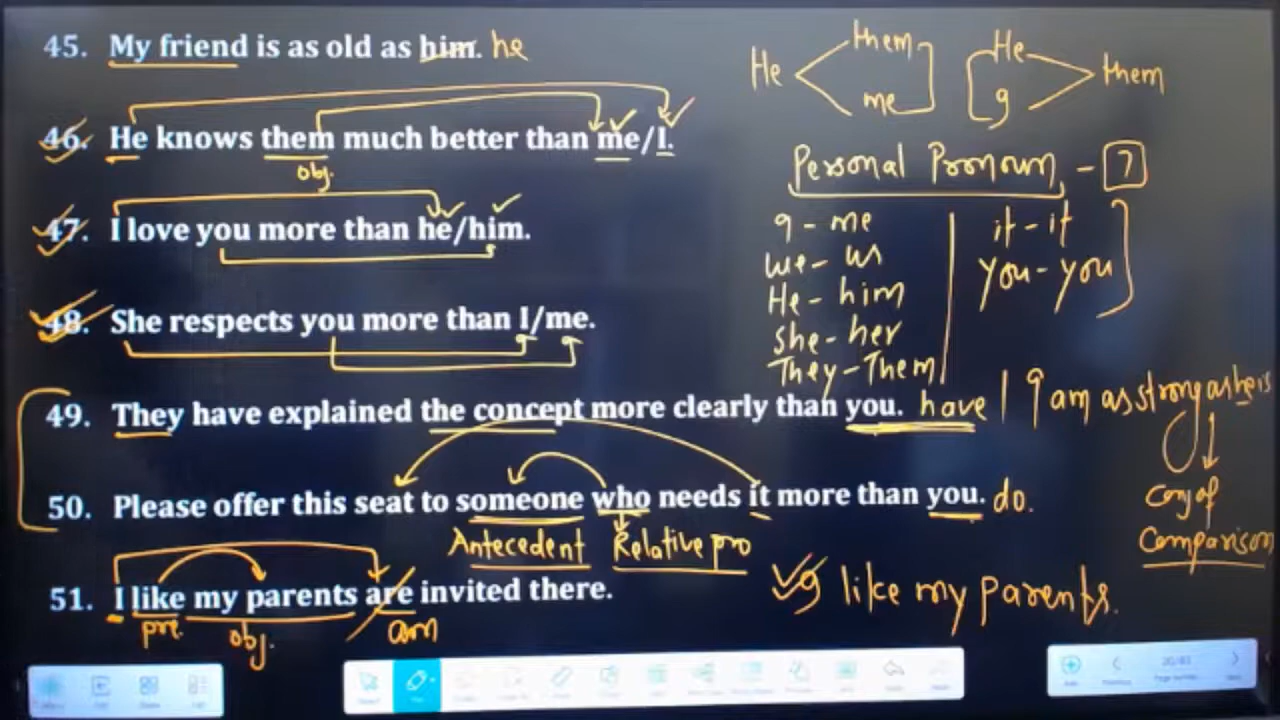 45. My friend is as old as him. he
46. He knows them much better than me/I.
obj.
47. I love you more than he/him.
48. She respects you more than I/me.
49. They have explained the concept more clearly than you. have
50. Please offer this seat to someone who needs it more than you. do.
Antecedent Relative pro
51. I like my parents are invited there.
pre. obj. am
He them me
He I them
Personal Pronoun - 7
I - me
we - us
He - him
she - her
They - Them
it - it
you - you
I am as strong as he is
Conj of
Comparison
I like my parents.